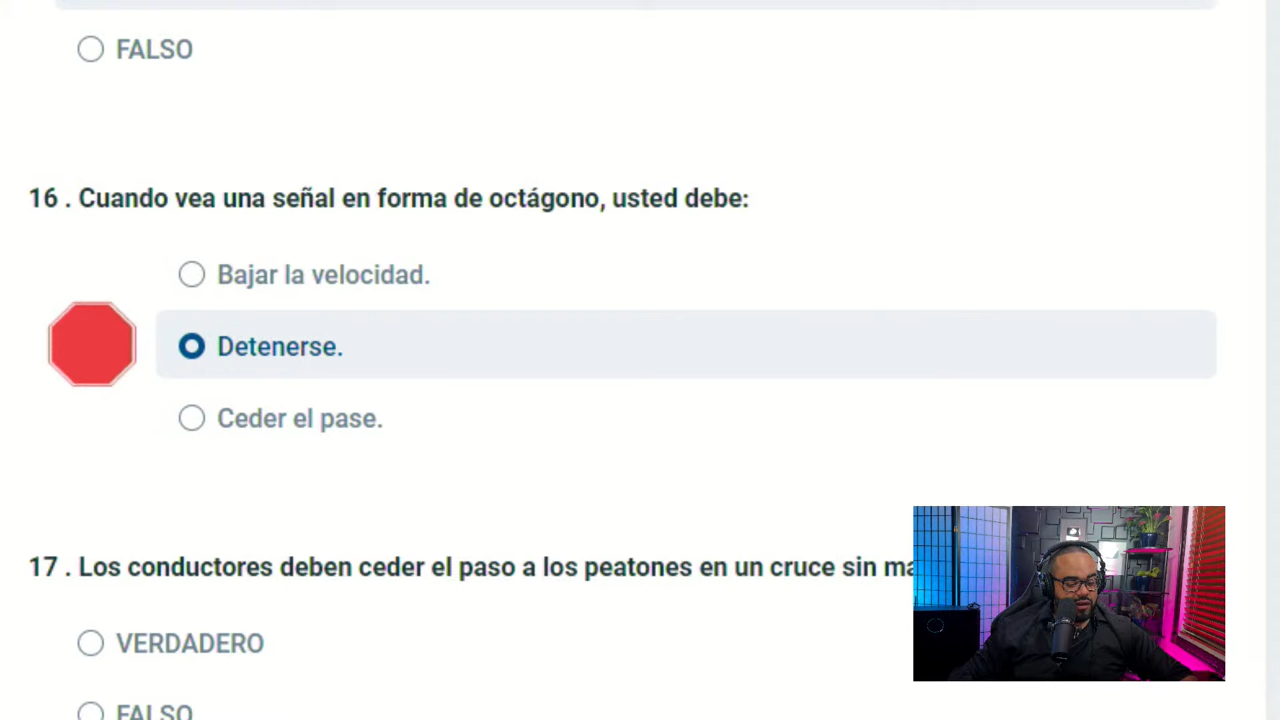 FALSO
16 . Cuando vea una señal en forma de octágono, usted debe:
Bajar la velocidad.
Detenerse.
Ceder el pase.
17 . Los conductores deben ceder el paso a los peatones en un cruce sin
VERDADERO
FALSO